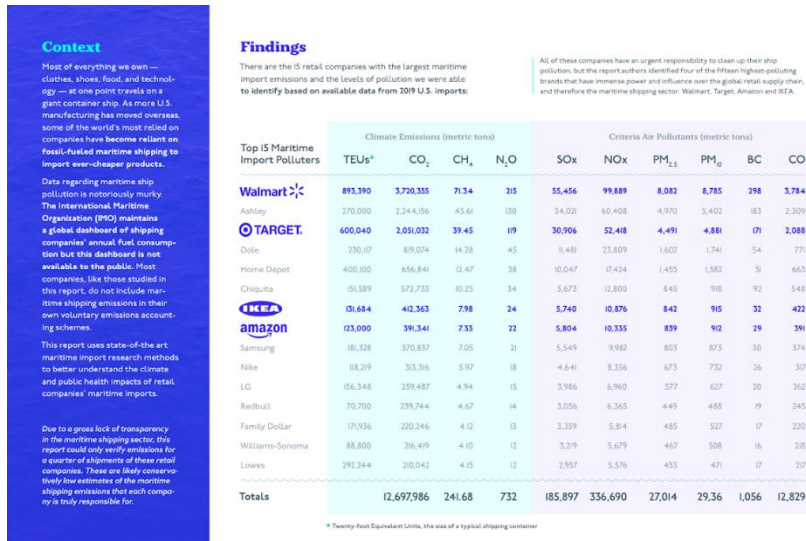 Context
Most of everything we own —
clothes, shoes, food, and technol-
ogy — at one point travels on a
giant container ship. As more U.S.
manufacturing has moved overseas,
some of the world's most relied on
companies have become reliant on
fossil-fueled maritime shipping to
import ever-cheaper products.
Data regarding maritime ship
pollution is notoriously murky.
The International Maritime
Organization (IMO) maintains
a global dashboard of shipping
companies' annual fuel consump-
tion but this dashboard is not
available to the public. Most
companies, like those studied in
this report, do not include mar-
itime shipping emissions in their
own voluntary emissions account-
ing schemes.
This report uses state-of-the art
maritime import research methods
to better understand the climate
and public health impacts of retail
companies' maritime imports.
Due to a gross lack of transparency
in the maritime shipping sector, this
report could only verify emissions for
a quarter of shipments of these retail
companies. These are likely conserva-
tively low estimates of the maritime
shipping emissions that each compa-
ny is truly responsible for.
Findings
There are the 15 retail companies with the largest maritime
import emissions and the levels of pollution we were able
to identify based on available data from 2019 U.S. imports:
All of these companies have an urgent responsibility to clean up their ship
pollution, but the report authors identified four of the fifteen highest-polluting
brands that have immense power and influence over the global retail supply chain,
and therefore the maritime shipping sector: Walmart, Target, Amazon and IKEA.
Climate Emissions (metric tons) Criteria Air Pollutants (metric tons)
Top 15 Maritime
Import Polluters TEUs* CO2 CH4 N2O SOx NOx PM2.5 PM10 BC CO
Walmart 893,390 3,720,355 71.34 215 55,456 99,889 8,082 8,785 298 3,784
Ashley 270,000 2,244,156 43.61 130 34,021 60,408 4,970 5,402 183 2,309
TARGET 600,040 2,051,032 39.45 119 30,906 52,418 4,491 4,881 171 2,088
Dole 230,117 819,074 14.28 45 11,481 23,809 1,602 1,741 54 771
Home Depot 400,100 656,841 12.47 38 10,047 17,424 1,455 1,582 51 663
Chiquita 151,589 572,733 10.25 34 5,673 12,800 845 918 92 548
IKEA 131,684 412,363 7.98 24 5,740 10,876 842 915 32 422
amazon 123,000 391,341 7.33 22 5,804 10,335 839 912 29 391
Samsung 181,328 370,837 7.05 21 5,549 9,982 803 873 30 374
Nike 118,219 313,316 5.97 18 4,641 8,356 673 732 26 317
LG 156,348 259,487 4.94 15 3,986 6,960 577 627 20 262
Redbull 70,700 239,744 4.67 14 3,056 6,365 449 488 19 245
Family Dollar 171,936 220,246 4.12 13 3,359 5,814 485 527 17 220
Williams-Sonoma 88,800 216,419 4.10 12 3,219 5,679 467 508 16 218
Lowes 292,244 210,042 4.15 12 2,957 5,576 433 471 17 217
Totals 12,697,986 241.68 732 185,897 336,690 27,014 29,36 1,056 12,829
* Twenty-foot Equivalent Units, the size of a typical shipping container